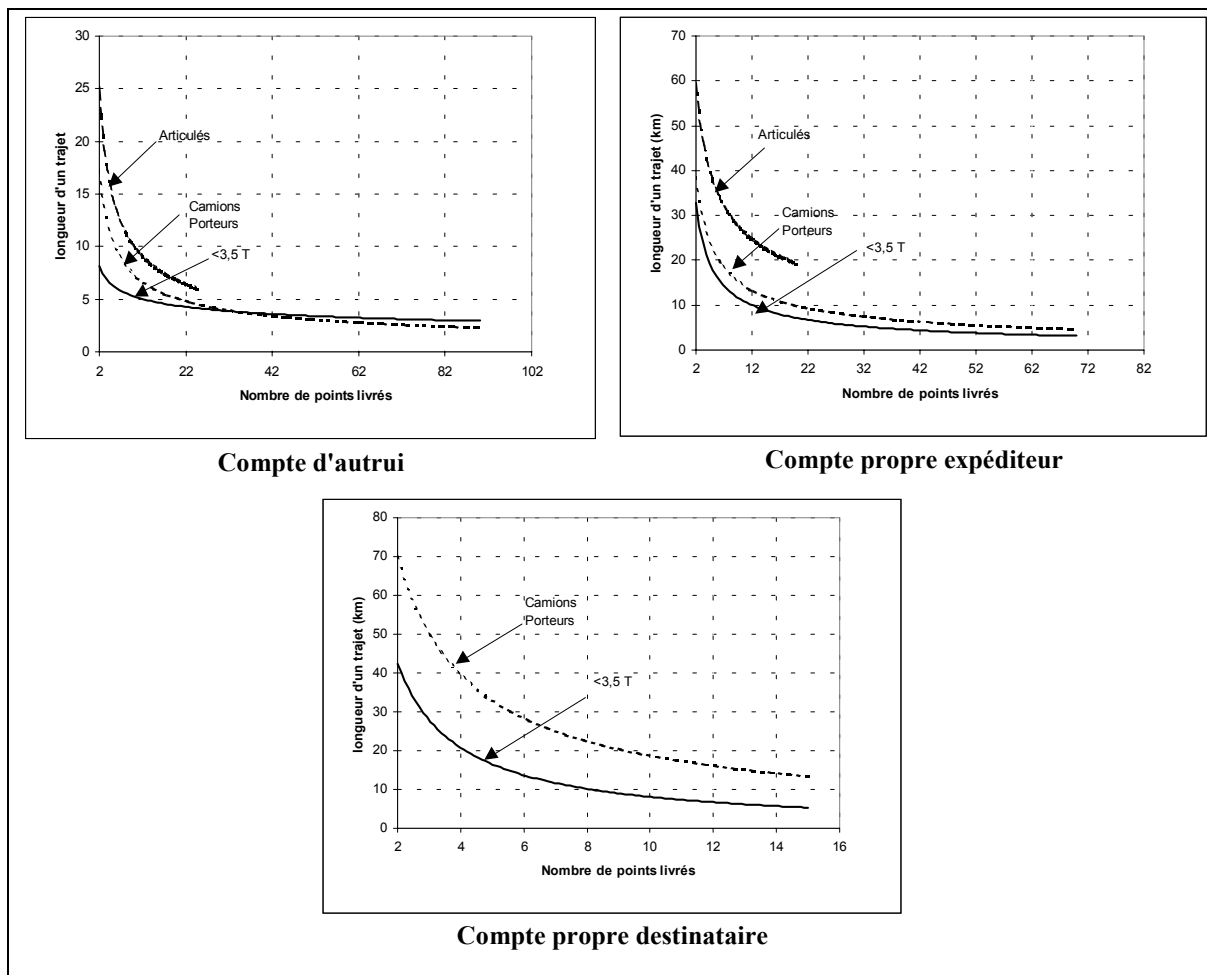 30
25
20
15
10
5
0
longueur d'un trajet
Articulés
Camions
Porteurs
<3,5 T
2 22 42 62 82 102
Nombre de points livrés
Compte d'autrui
70
60
50
40
30
20
10
0
longueur d'un trajet (km)
Articulés
Camions
Porteurs
<3,5 T
2 12 22 32 42 52 62 72 82
Nombre de points livrés
Compte propre expéditeur
80
70
60
50
40
30
20
10
0
longueur d'un trajet (km)
Camions
Porteurs
<3,5 T
2 4 6 8 10 12 14 16
Nombre de points livrés
Compte propre destinataire